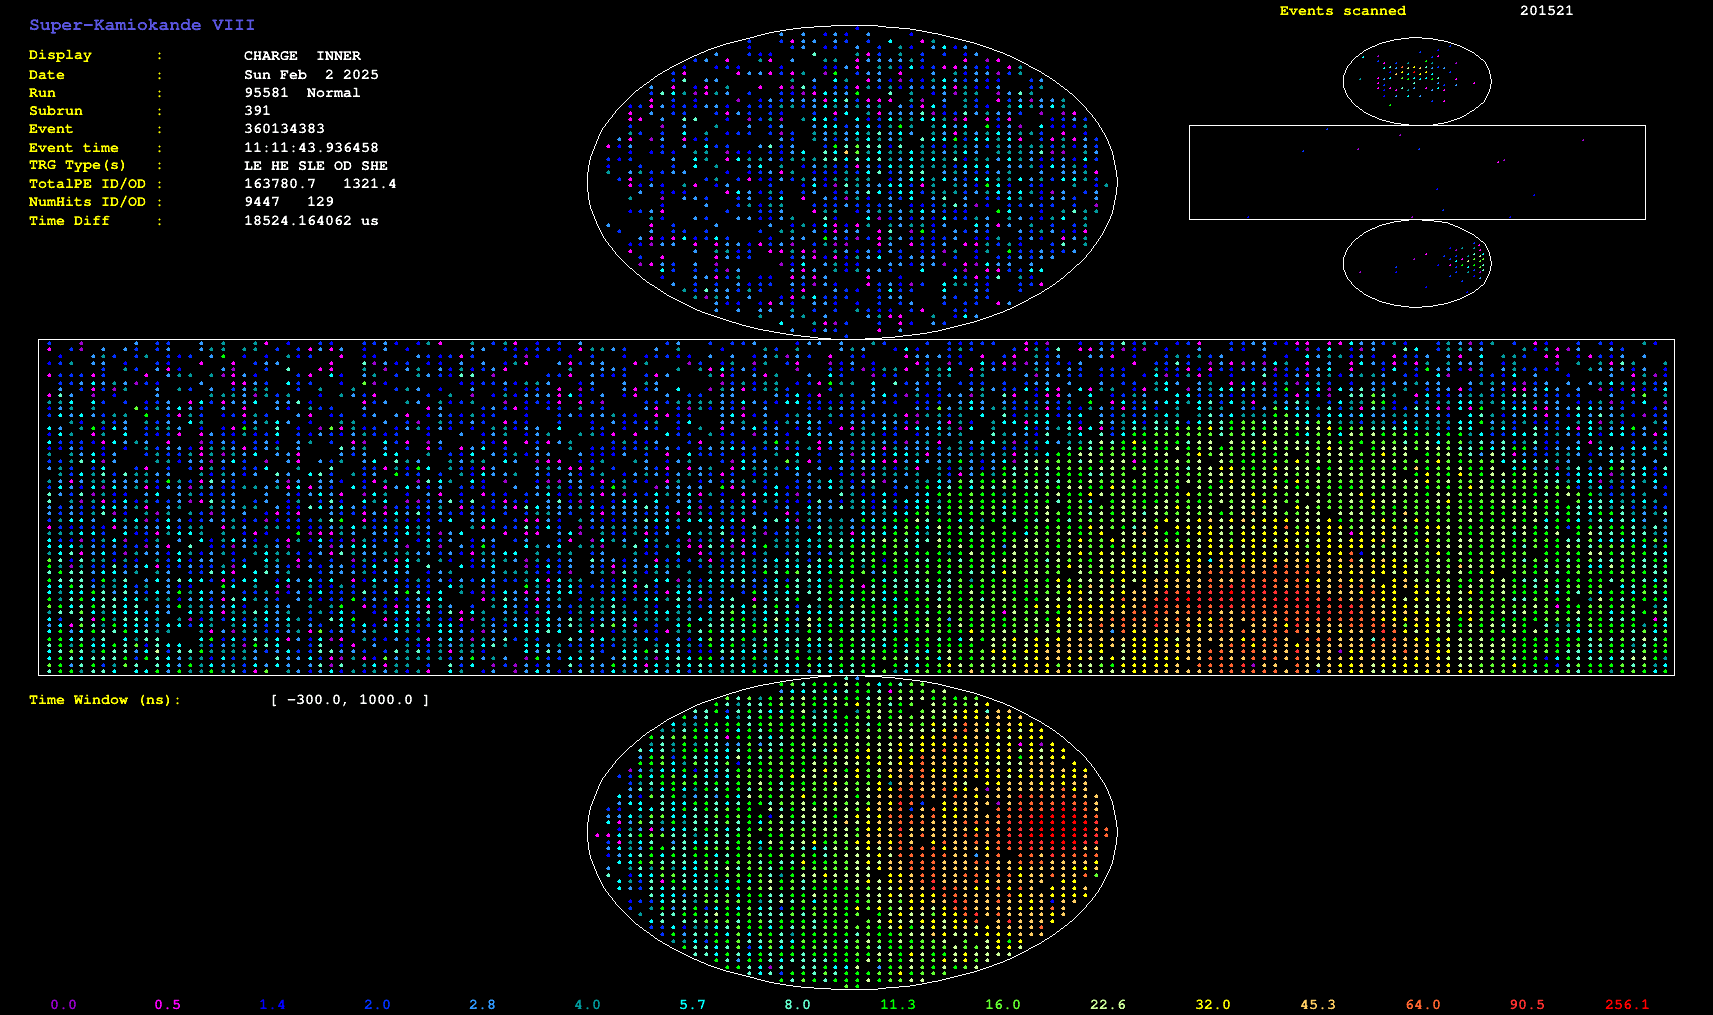 Super-Kamiokande VIII
Events scanned 201521
Display : CHARGE INNER
Date : Sun Feb 2 2025
Run : 95581 Normal
Subrun : 391
Event : 360134383
Event time : 11:11:43.936458
TRG Type(s) : LE HE SLE OD SHE
TotalPE ID/OD : 163780.7 1321.4
NumHits ID/OD : 9447 129
Time Diff : 18524.164062 us
Time Window (ns): [ -300.0, 1000.0 ]
0.0 0.5 1.4 2.0 2.8 4.0 5.7 8.0 11.3 16.0 22.6 32.0 45.3 64.0 90.5 256.1